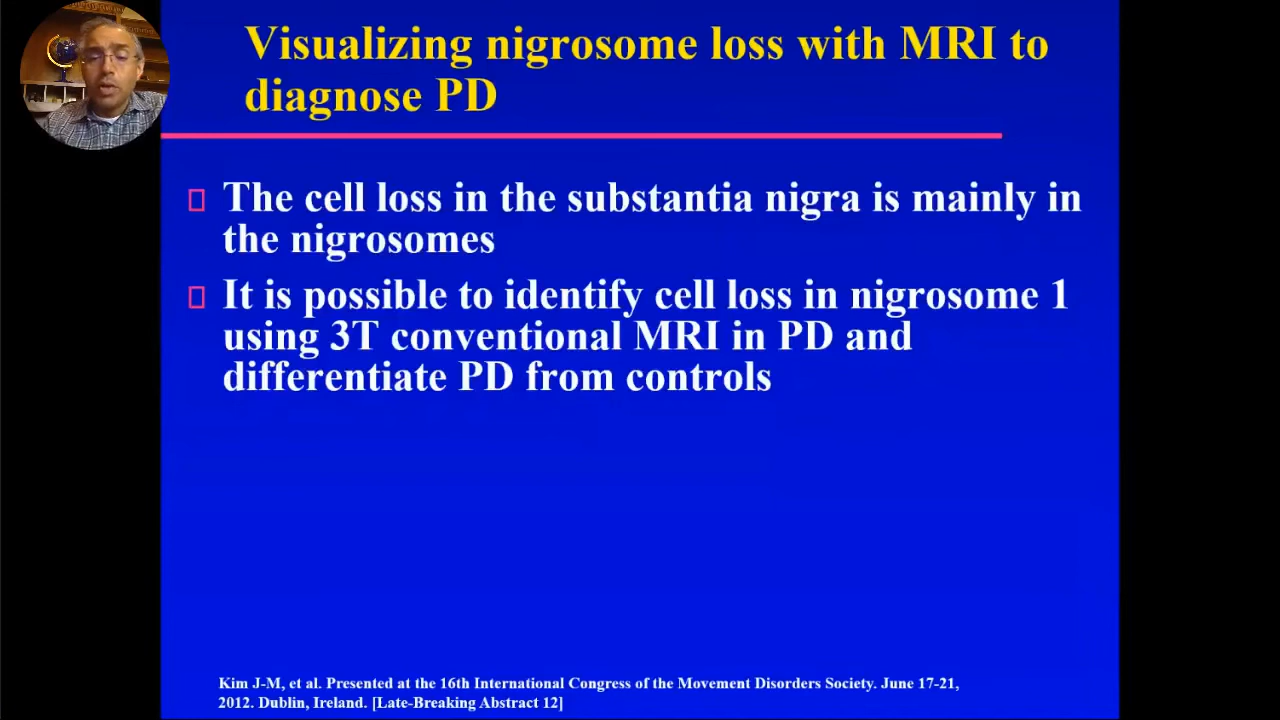 Visualizing nigrosome loss with MRI to
diagnose PD
The cell loss in the substantia nigra is mainly in
the nigrosomes
It is possible to identify cell loss in nigrosome 1
using 3T conventional MRI in PD and
differentiate PD from controls
Kim J-M, et al. Presented at the 16th International Congress of the Movement Disorders Society. June 17-21,
2012. Dublin, Ireland. [Late-Breaking Abstract 12]